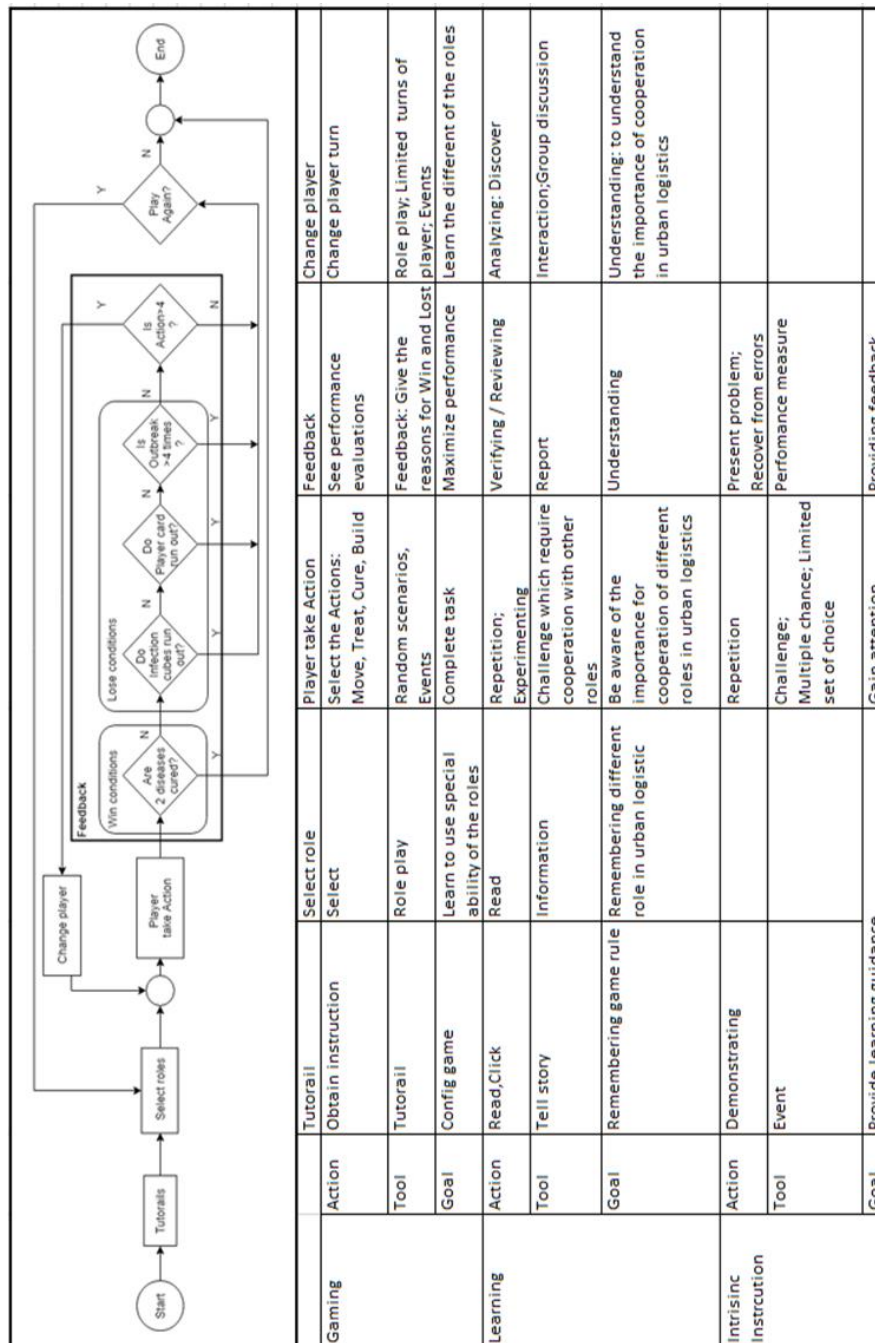 Start
Tutorails
Select roles
Change player
Player
take Action
Feedback
Win conditions
Are
2 diseases
cured?
N
Y
Lose conditions
Do
Infection
cubes run
out?
N
Y
Do
Player card
run out?
N
Y
Is
Outbreak
>4 times
?
N
Y
Is
Action>4
?
Y
N
Play
Again?
Y
N
End
Tutorail
Select role
Player take Action
Feedback
Change player
Gaming
Action
Obtain instruction
Select
Select the Actions:
Move, Treat, Cure, Build
See performance
evaluations
Change player turn
Tool
Tutorail
Role play
Random scenarios,
Events
Feedback: Give the
reasons for Win and Lost
Role play; Limited turns of
player; Events
Goal
Config game
Learn to use special
ability of the roles
Complete task
Maximize performance
Learn the different of the roles
Learning
Action
Read,Click
Read
Repetition;
Experimenting
Verifying / Reviewing
Analyzing: Discover
Tool
Tell story
Information
Challenge which require
cooperation with other
roles
Report
Interaction;Group discussion
Goal
Remembering game rule
Remembering different
role in urban logistic
Be aware of the
importance for
cooperation of different
roles in urban logistics
Understanding
Understanding: to understand
the importance of cooperation
in urban logistics
Intrisinc
Instrcution
Action
Demonstrating
Repetition
Present problem;
Recover from errors
Tool
Event
Challenge;
Multiple chance; Limited
set of choice
Perfomance measure
Goal
Provide learning guidance
Gain attention
Providing feedback